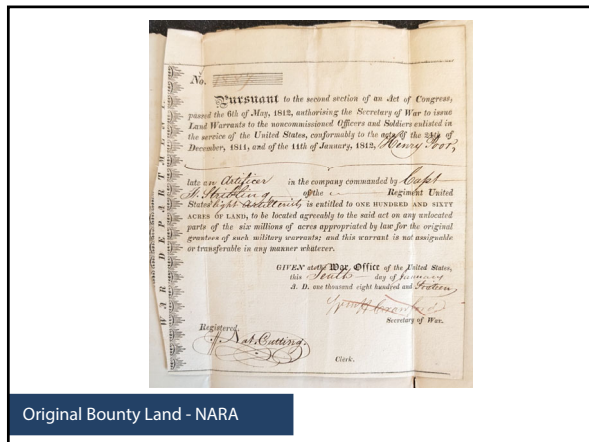 WAR DEPARTMENT
No.
Pursuant to the second section of an Act of Congress,
passed the 6th of May, 1812, authorising the Secretary of War to issue
Land Warrants to the noncommissioned Officers and Soldiers enlisted in
the service of the United States, conformably to the acts of the 24th of
December, 1811, and of the 11th of January, 1812, Henry Poor,
late an Artificer in the company commanded by Capt
of the Regiment United
States light Artillery is entitled to ONE HUNDRED AND SIXTY
ACRES OF LAND, to be located agreeably to the said act on any unlocated
parts of the six millions of acres appropriated by law for the original
grantees of such military warrants; and this warrant is not assignable
or transferable in any manner whatever.
GIVEN at the War Office of the United States,
this Tenth day of January
A. D. one thousand eight hundred and Sixteen
Wm H Crawford
Secretary of War.
Registered.
Nat. Cutting.
Clerk.
Original Bounty Land - NARA